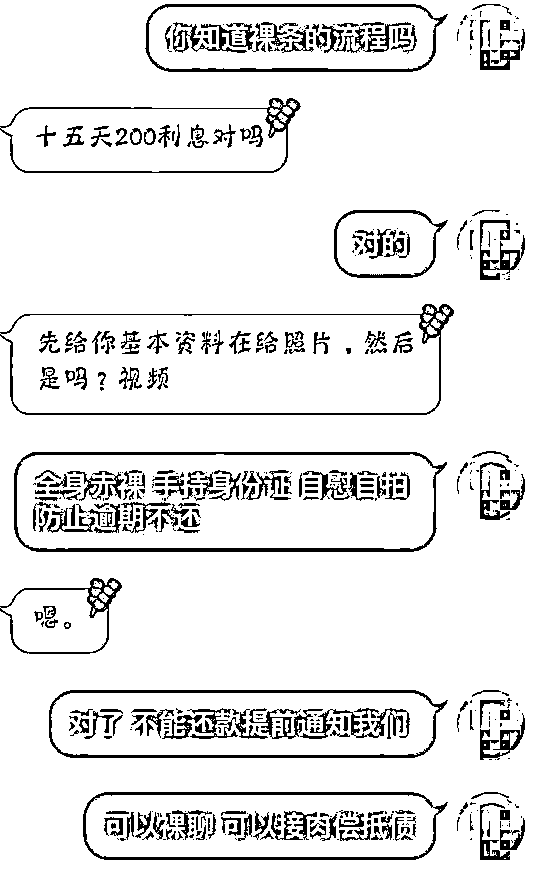 你知道裸条的流程吗
十五天200利息对吗
对的
先给你基本资料在给照片，然后
是吗？视频
全身赤裸 手持身份证 自慰自拍
防止逾期不还
嗯。
对了 不能还款提前通知我们
可以裸聊 可以接肉偿抵债